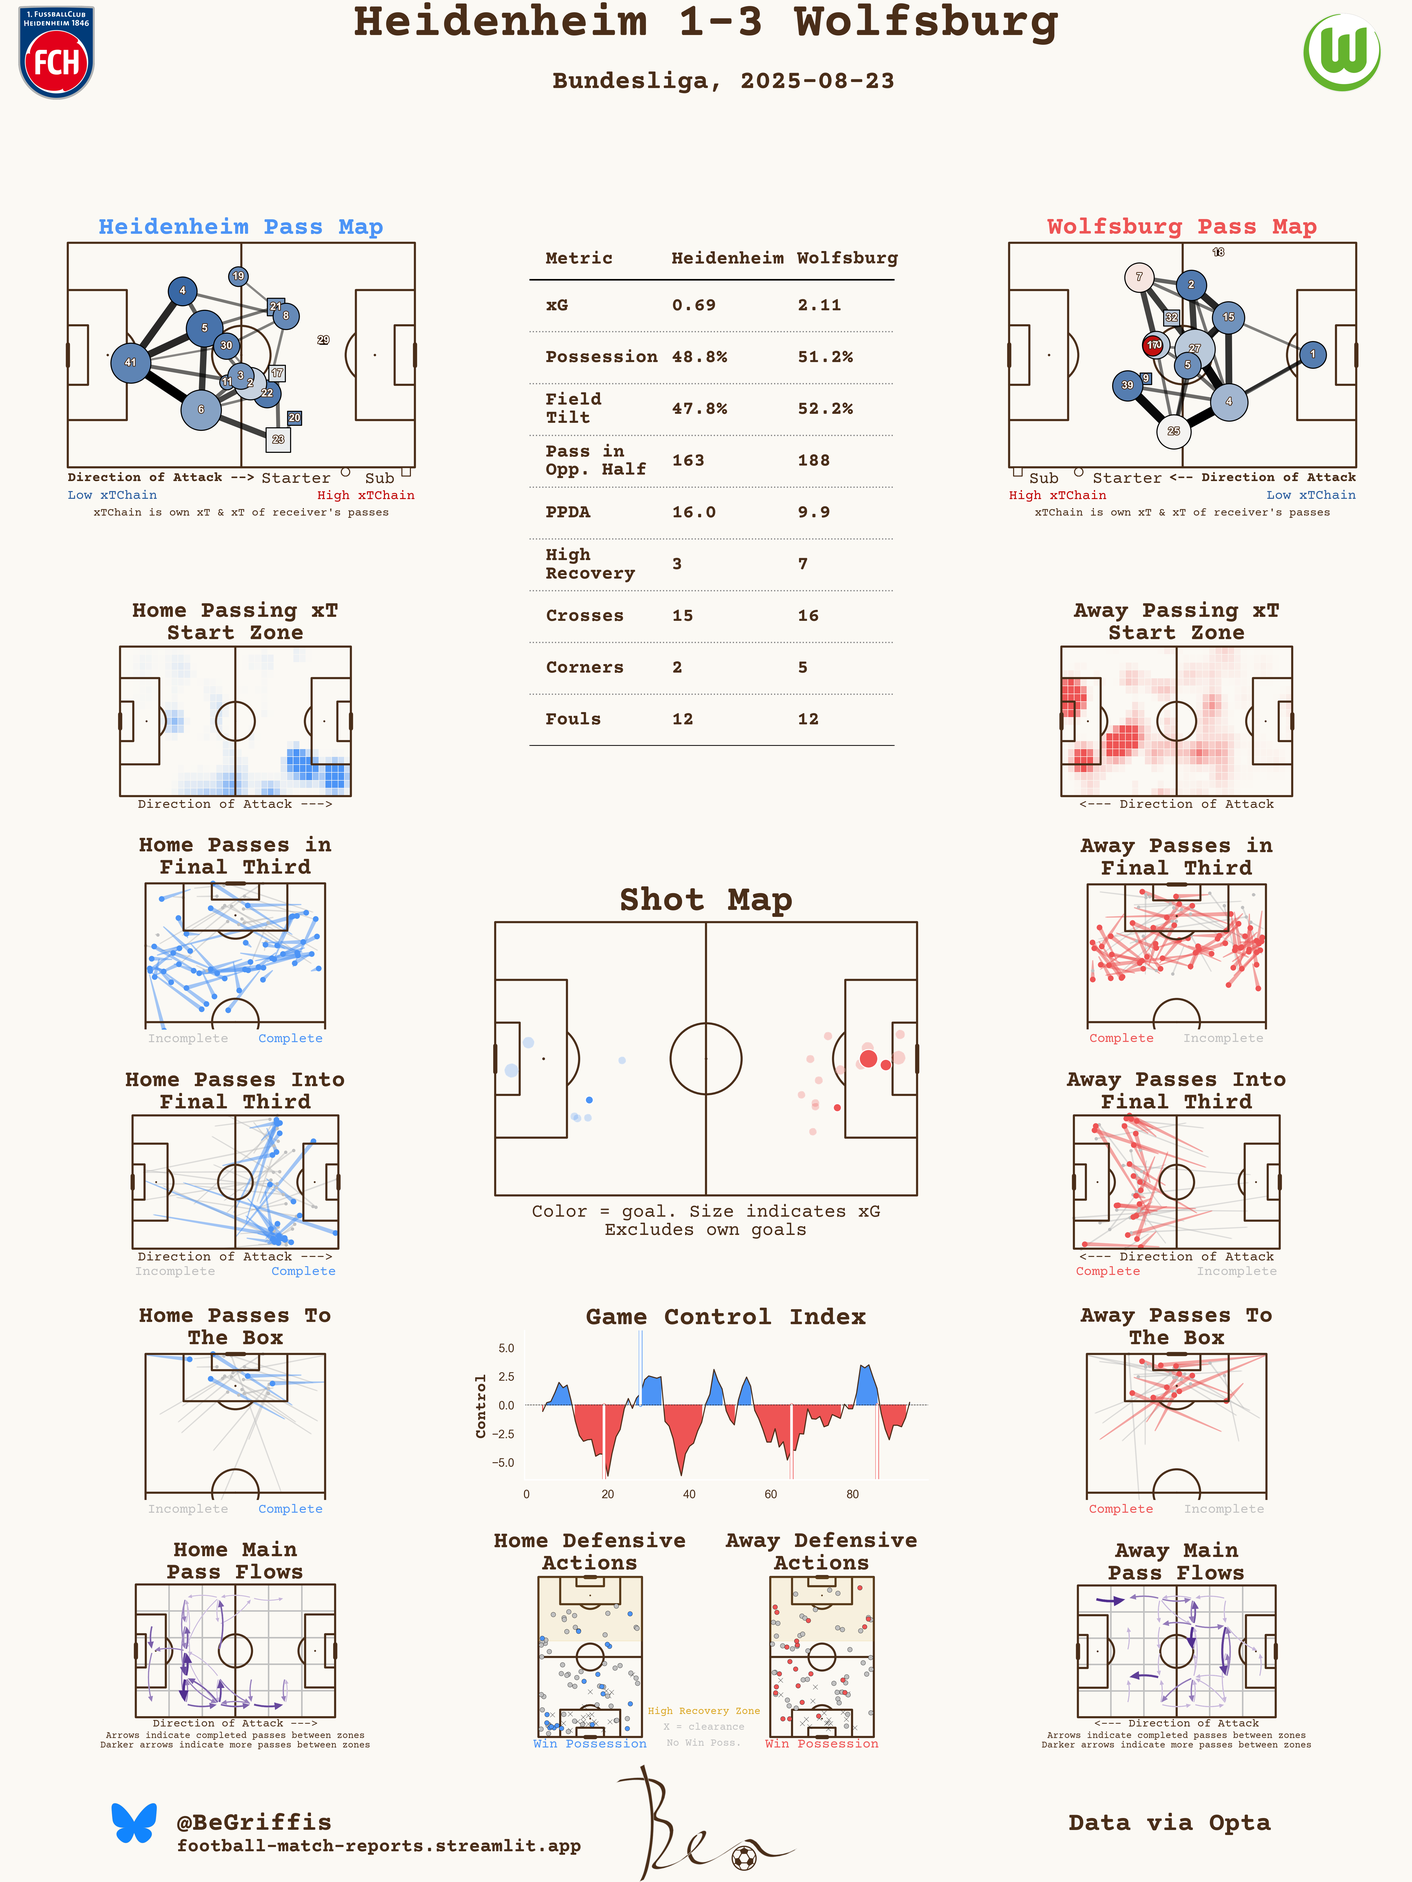 Heidenheim 1-3 Wolfsburg
Bundesliga, 2025-08-23
1. FUSSBALLCLUB
HEIDENHEIM 1846
FCH
W
Heidenheim Pass Map
4
19
21
8
5
30
29
41
3
17
11
2
22
6
20
23
Direction of Attack --> Starter Sub
Low xTChain High xTChain
xTChain is own xT & xT of receiver's passes
Metric Heidenheim Wolfsburg
xG 0.69 2.11
Possession 48.8% 51.2%
Field
Tilt 47.8% 52.2%
Pass in
Opp. Half 163 188
PPDA 16.0 9.9
High
Recovery 3 7
Crosses 15 16
Corners 2 5
Fouls 12 12
Wolfsburg Pass Map
18
7
2
32
15
27
1
5
39
9
4
25
Sub Starter <-- Direction of Attack
High xTChain Low xTChain
xTChain is own xT & xT of receiver's passes
Home Passing xT
Start Zone
Direction of Attack --->
Away Passing xT
Start Zone
<--- Direction of Attack
Home Passes in
Final Third
Incomplete Complete
Away Passes in
Final Third
Complete Incomplete
Shot Map
Color = goal. Size indicates xG
Excludes own goals
Home Passes Into
Final Third
Direction of Attack --->
Incomplete Complete
Away Passes Into
Final Third
<--- Direction of Attack
Complete Incomplete
Home Passes To
The Box
Incomplete Complete
Game Control Index
Control
5.0
2.5
0.0
−2.5
−5.0
0 20 40 60 80
Away Passes To
The Box
Complete Incomplete
Home Main
Pass Flows
Direction of Attack --->
Arrows indicate completed passes between zones
Darker arrows indicate more passes between zones
Home Defensive
Actions
Win Possession
Away Defensive
Actions
Win Possession
High Recovery Zone
X = clearance
No Win Poss.
Away Main
Pass Flows
<--- Direction of Attack
Arrows indicate completed passes between zones
Darker arrows indicate more passes between zones
@BeGriffis
football-match-reports.streamlit.app
Ben
Data via Opta